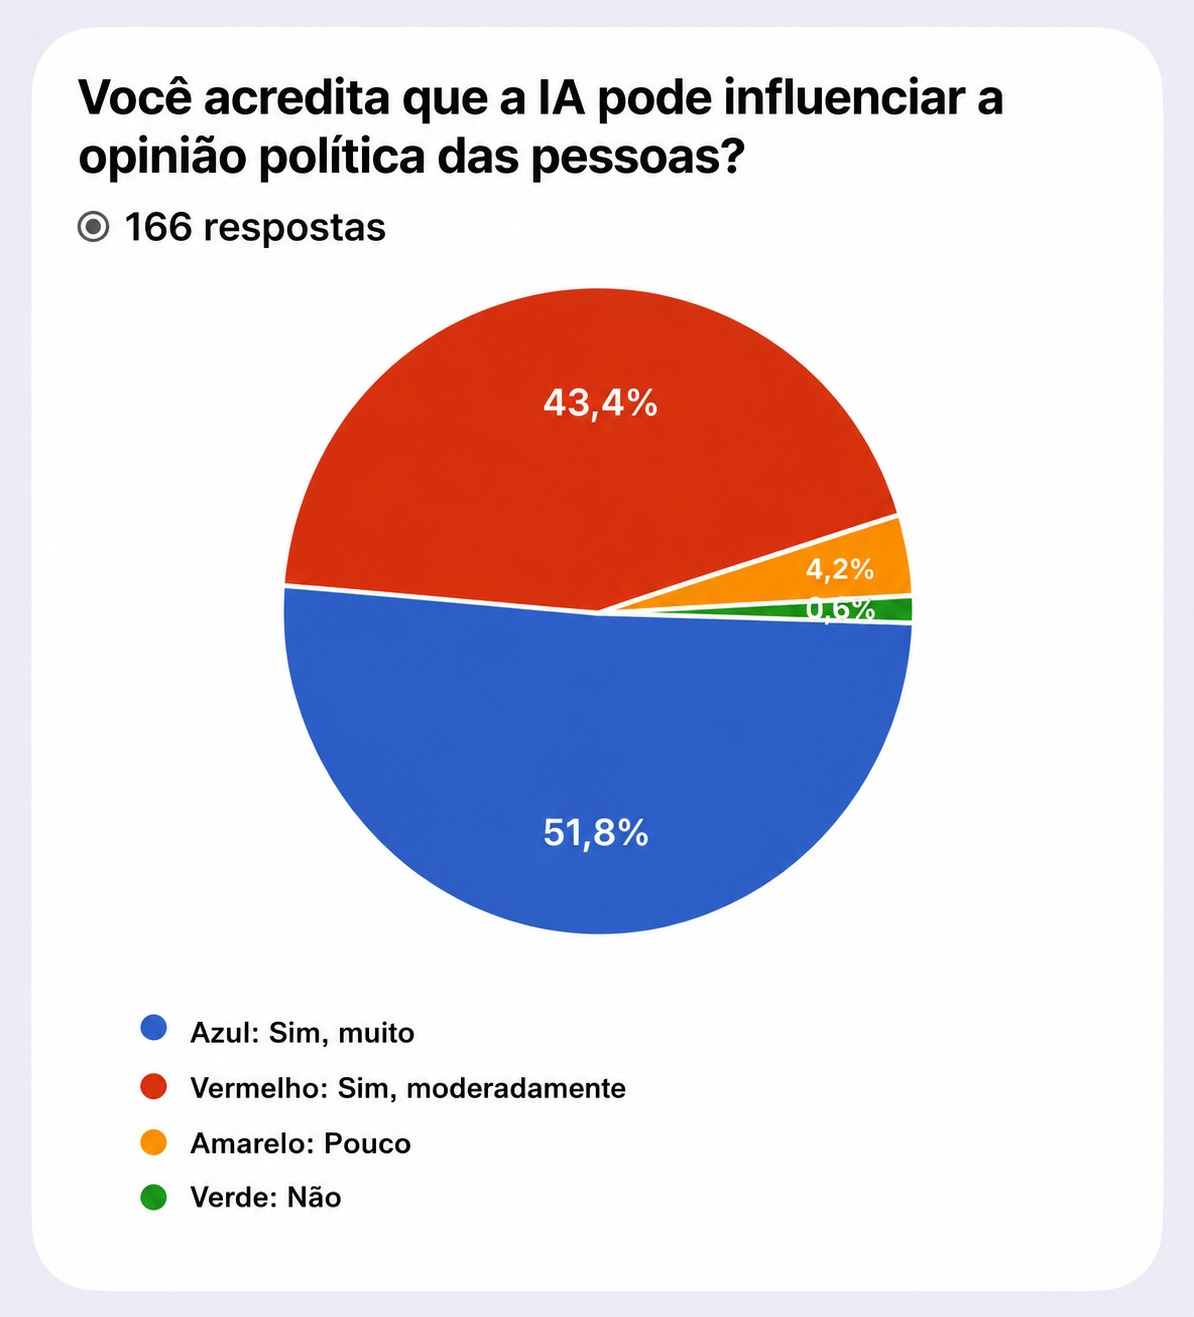 Você acredita que a IA pode influenciar a
opinião política das pessoas?
166 respostas
43,4%
4,2%
0,6%
51,8%
Azul: Sim, muito
Vermelho: Sim, moderadamente
Amarelo: Pouco
Verde: Não